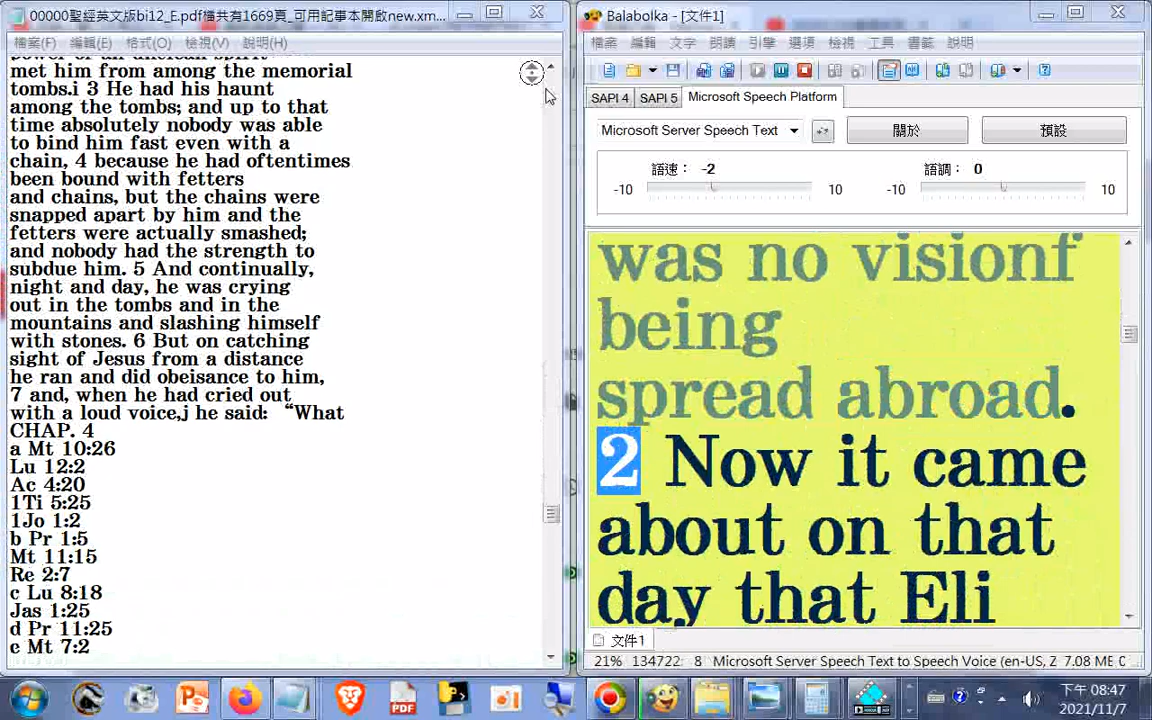 00000聖經英文版bi12_E.pdf檔共有1669頁_可用記事本開啟new.xm...
檔案(F) 編輯(E) 格式(O) 檢視(V) 說明(H)
power of an unclean spirit
met him from among the memorial
tombs.i 3 He had his haunt
among the tombs; and up to that
time absolutely nobody was able
to bind him fast even with a
chain, 4 because he had oftentimes
been bound with fetters
and chains, but the chains were
snapped apart by him and the
fetters were actually smashed;
and nobody had the strength to
subdue him. 5 And continually,
night and day, he was crying
out in the tombs and in the
mountains and slashing himself
with stones. 6 But on catching
sight of Jesus from a distance
he ran and did obeisance to him,
7 and, when he had cried out
with a loud voice,j he said: “What
CHAP. 4
a Mt 10:26
Lu 12:2
Ac 4:20
1Ti 5:25
1Jo 1:2
b Pr 1:5
Mt 11:15
Re 2:7
c Lu 8:18
Jas 1:25
d Pr 11:25
e Mt 7:2
Balabolka - [文件1]
檔案 編輯 文字 朗讀 引擎 選項 檢視 工具 書籤 說明
SAPI 4 SAPI 5 Microsoft Speech Platform
Microsoft Server Speech Text 關於 預設
語速： -2 語調： 0
-10 10 -10 10
was no visionf
being
spread abroad.
2 Now it came
about on that
day that Eli
文件1
21% 134722: 8 Microsoft Server Speech Text to Speech Voice (en-US, Z 7.08 ME
PDF
下午 08:47
2021/11/7